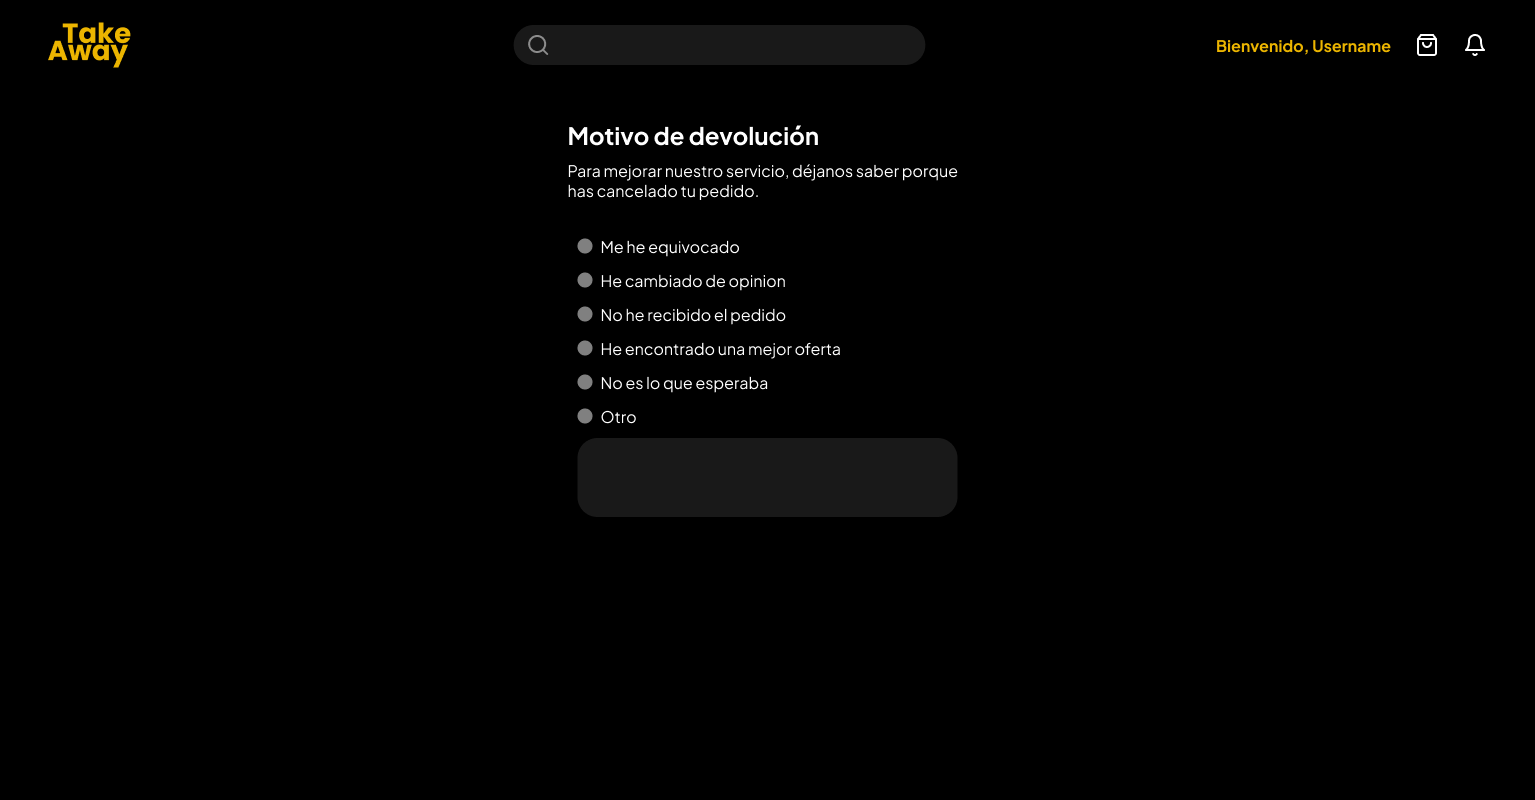 Take
Away
Bienvenido, Username
Motivo de devolución
Para mejorar nuestro servicio, déjanos saber porque
has cancelado tu pedido.
Me he equivocado
He cambiado de opinion
No he recibido el pedido
He encontrado una mejor oferta
No es lo que esperaba
Otro